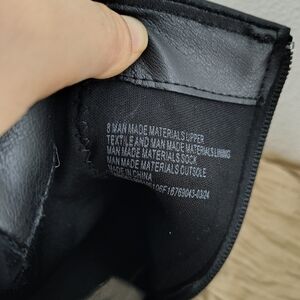 8 MAN MADE MATERIALS UPPER
TEXTILE AND MAN MADE MATERIALS LINING
MAN MADE MATERIALS SOCK
MAN MADE MATERIALS OUTSOLE
MADE IN CHINA